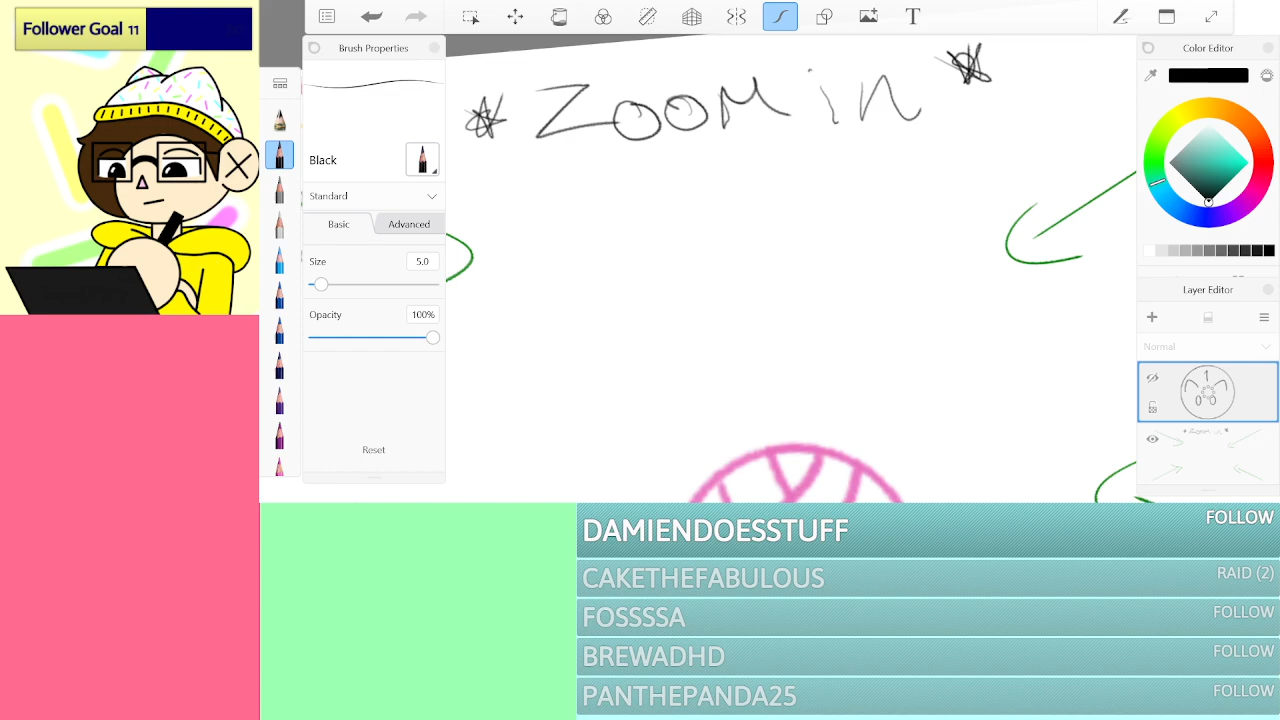 Follower Goal 11
Brush Properties
Black
Standard
Basic
Advanced
Size
5.0
Opacity
100%
Reset
* Zoom in *
T
Color Editor
Layer Editor
Normal
DAMIENDOESSTUFF FOLLOW
CAKETHEFABULOUS RAID (2)
FOSSSSA FOLLOW
BREWADHD FOLLOW
PANTHEPANDA25 FOLLOW